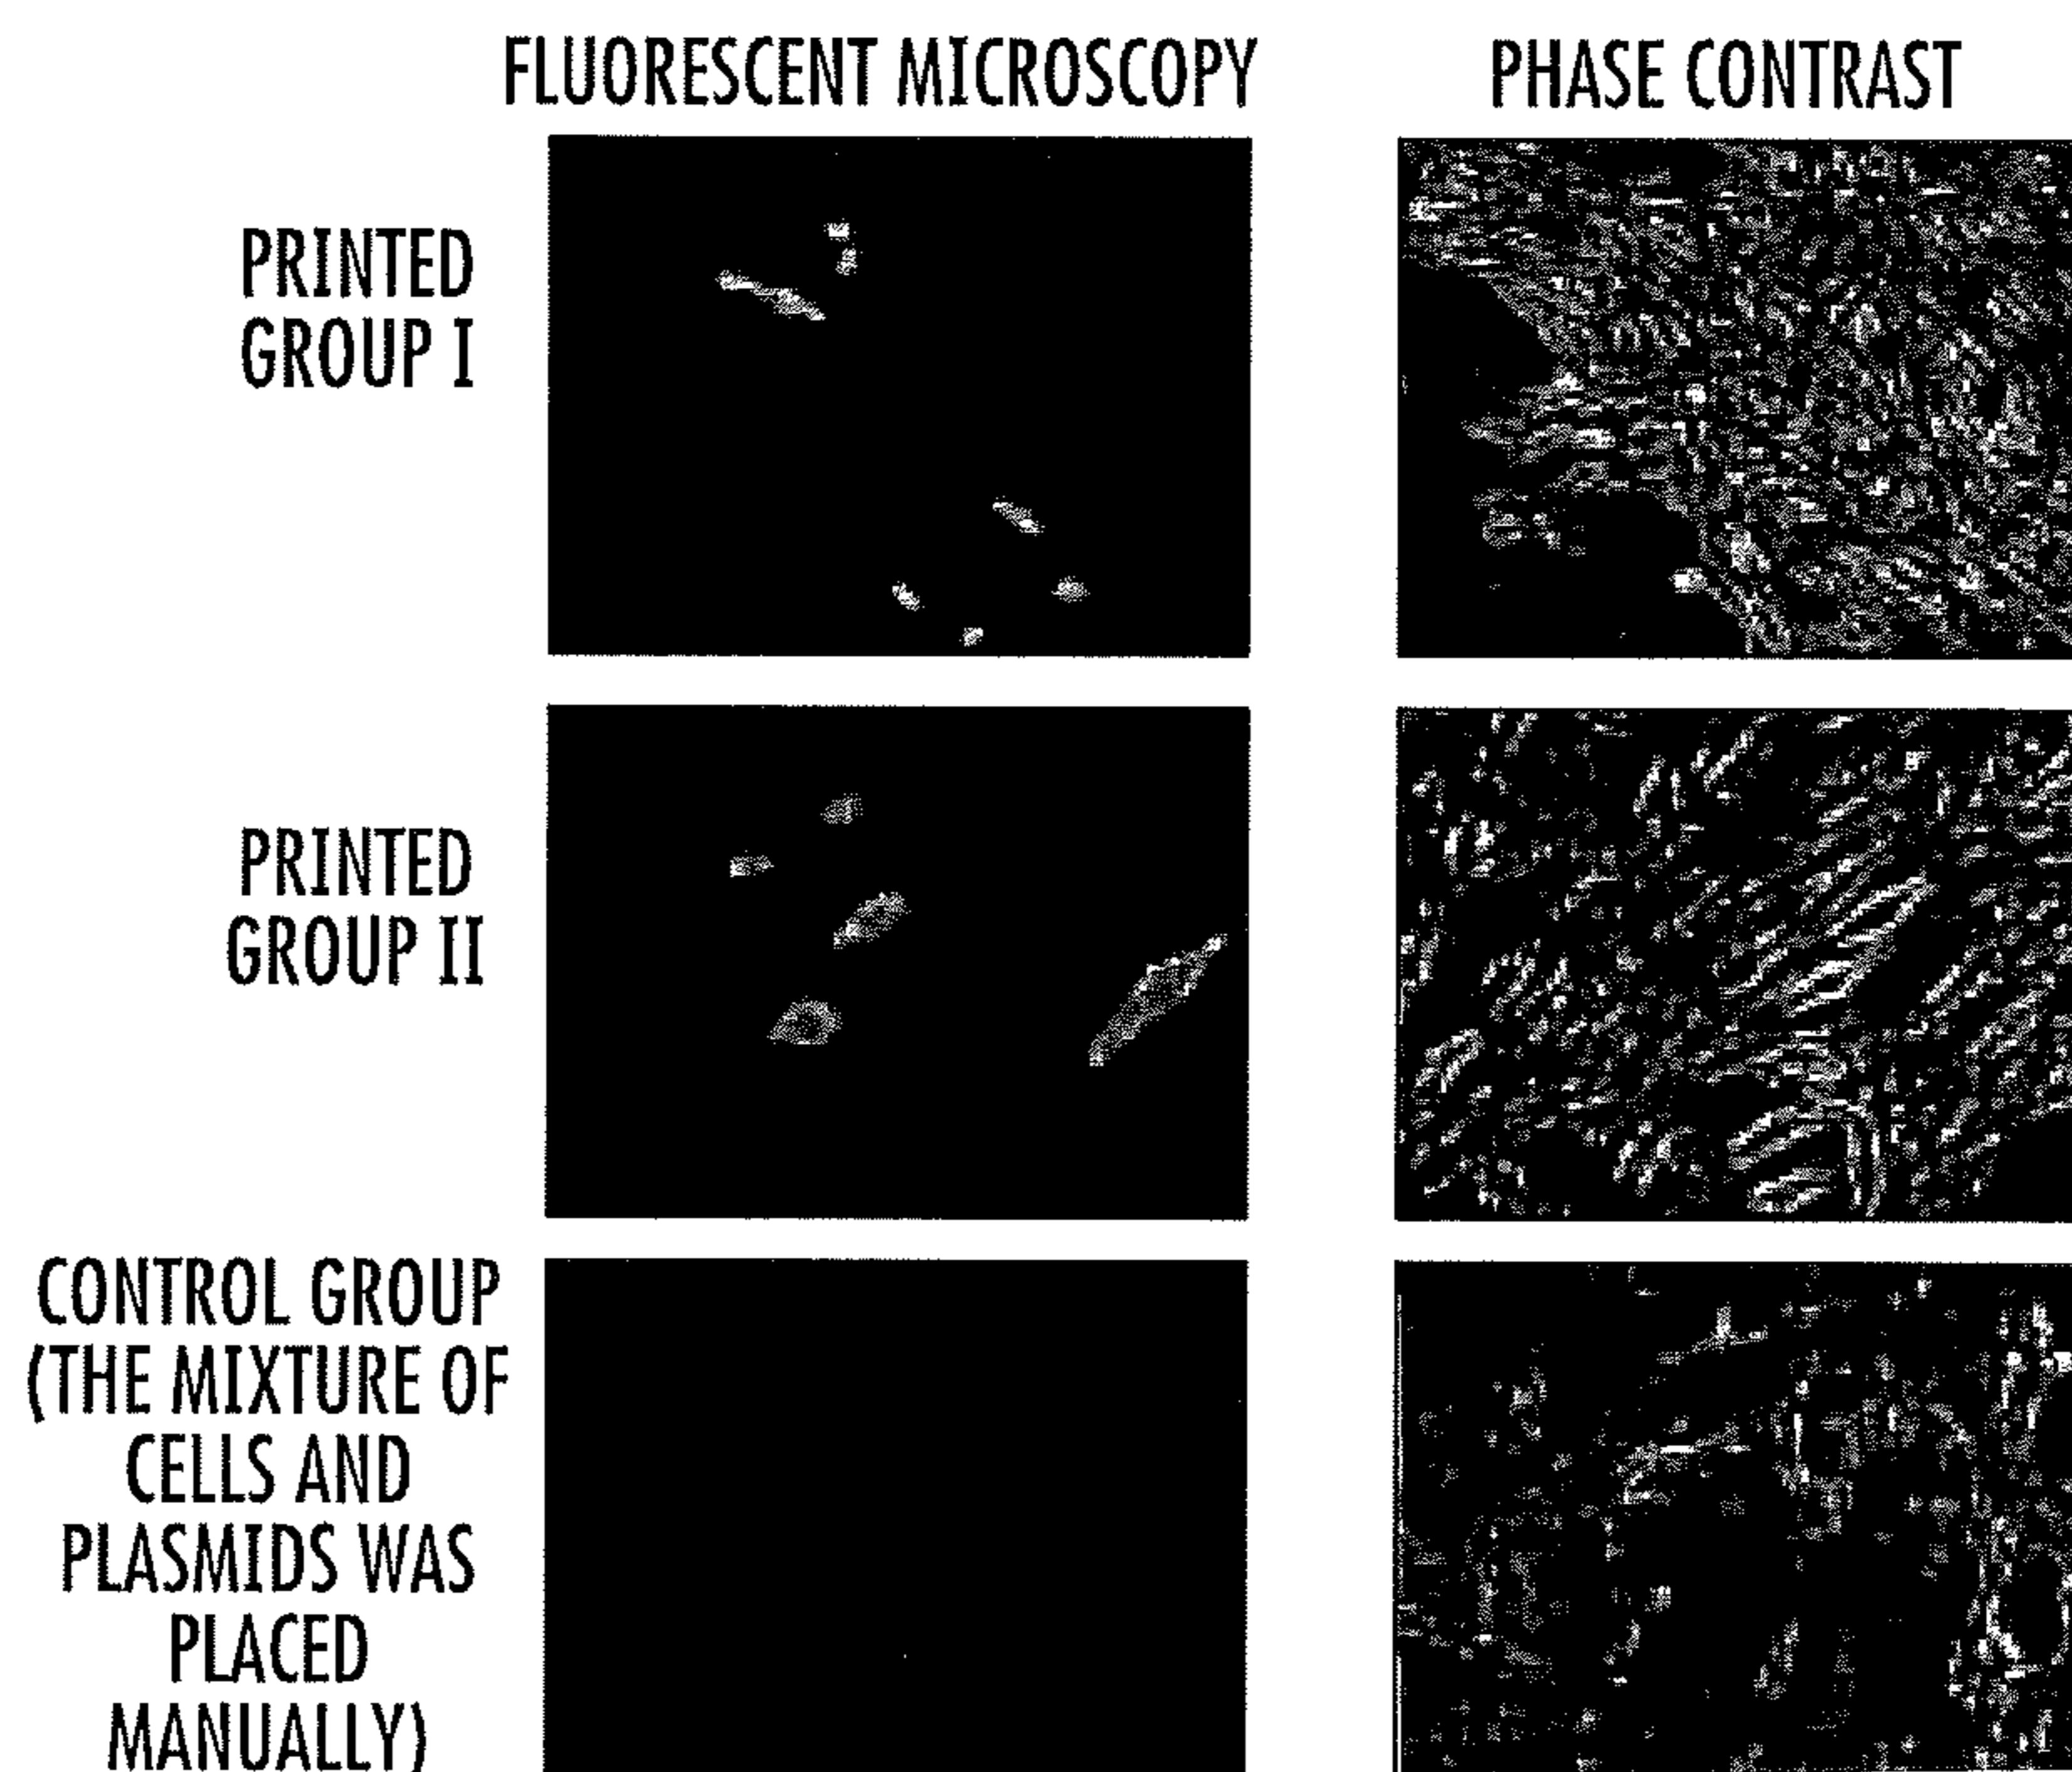 FLUORESCENT MICROSCOPY
PHASE CONTRAST
PRINTED
GROUP I
PRINTED
GROUP II
CONTROL GROUP
(THE MIXTURE OF
CELLS AND
PLASMIDS WAS
PLACED
MANUALLY)